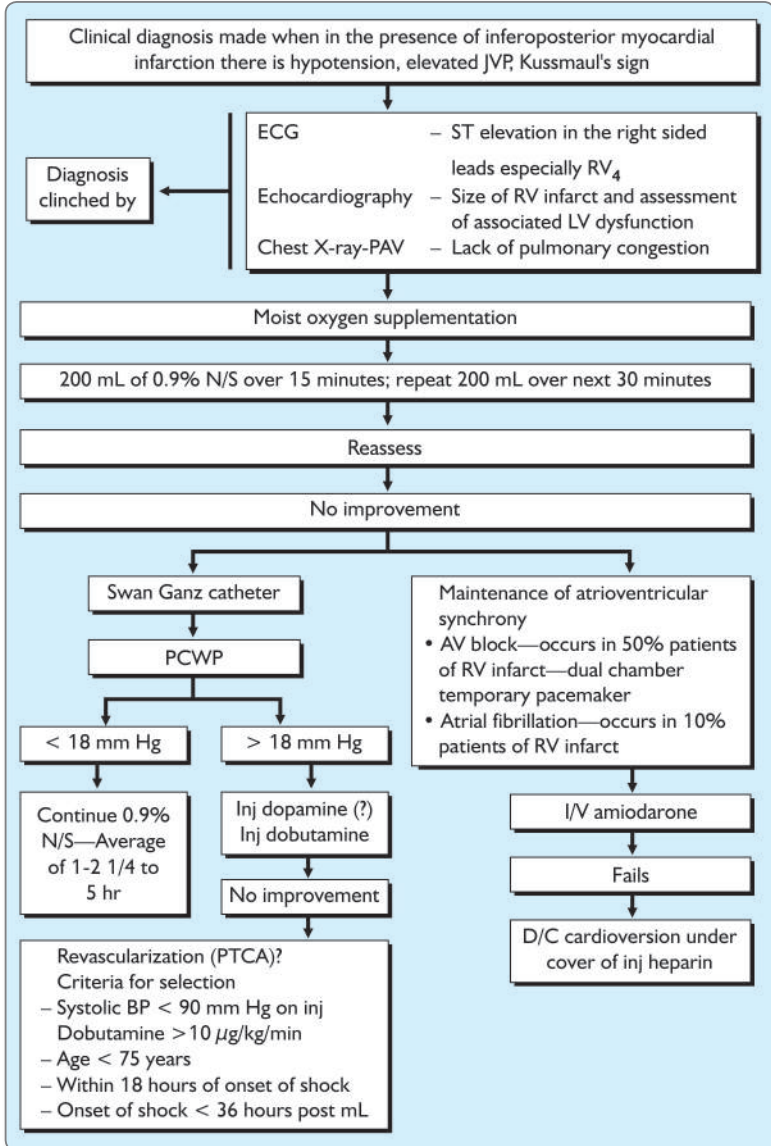 Clinical diagnosis made when in the presence of inferoposterior myocardial
infarction there is hypotension, elevated JVP, Kussmaul's sign
Diagnosis
clinched by
ECG – ST elevation in the right sided
leads especially RV4
Echocardiography – Size of RV infarct and assessment
of associated LV dysfunction
Chest X-ray-PAV – Lack of pulmonary congestion
Moist oxygen supplementation
200 mL of 0.9% N/S over 15 minutes; repeat 200 mL over next 30 minutes
Reassess
No improvement
Swan Ganz catheter
PCWP
< 18 mm Hg
> 18 mm Hg
Continue 0.9%
N/S—Average
of 1-2 1/4 to
5 hr
Inj dopamine (?)
Inj dobutamine
No improvement
Revascularization (PTCA)?
Criteria for selection
– Systolic BP < 90 mm Hg on inj
Dobutamine >10 μg/kg/min
– Age < 75 years
– Within 18 hours of onset of shock
– Onset of shock < 36 hours post mL
Maintenance of atrioventricular
synchrony
• AV block—occurs in 50% patients
of RV infarct—dual chamber
temporary pacemaker
• Atrial fibrillation—occurs in 10%
patients of RV infarct
I/V amiodarone
Fails
D/C cardioversion under
cover of inj heparin